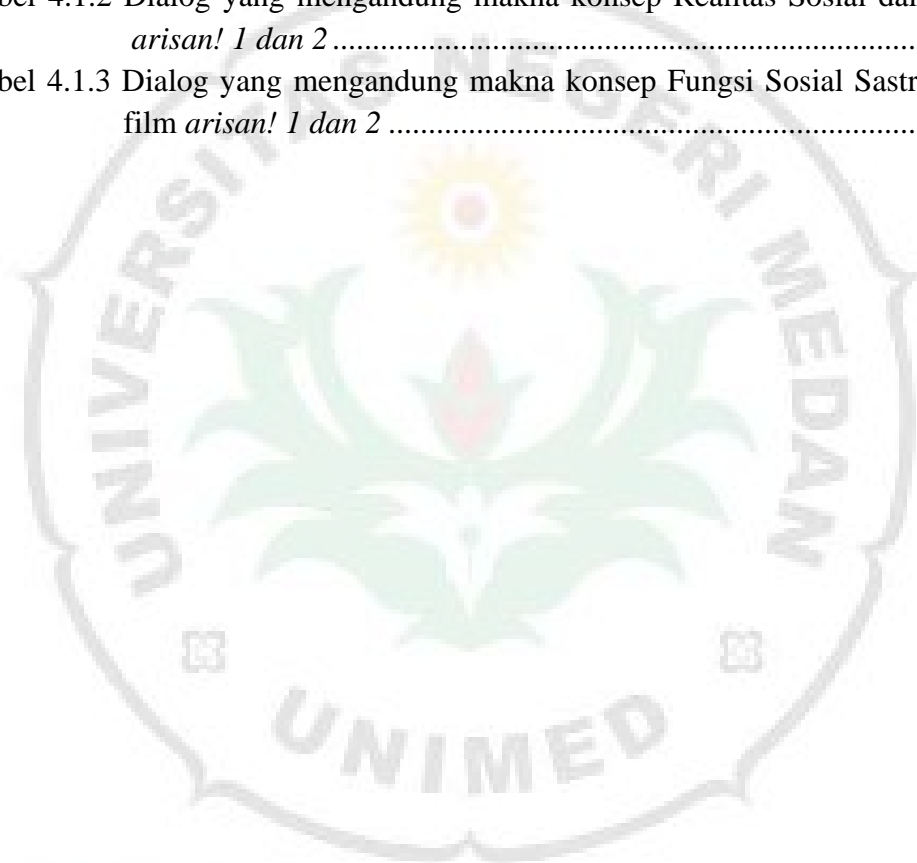 bel 4.1.2 Dialog yang mengandung makna konsep Realitas Sosial da
arisan! 1 dan 2 ........................................................................
bel 4.1.3 Dialog yang mengandung makna konsep Fungsi Sosial Sastr
film arisan! 1 dan 2 ..................................................................
UNIVERSITAS NEGERI MEDAN
UNIMED